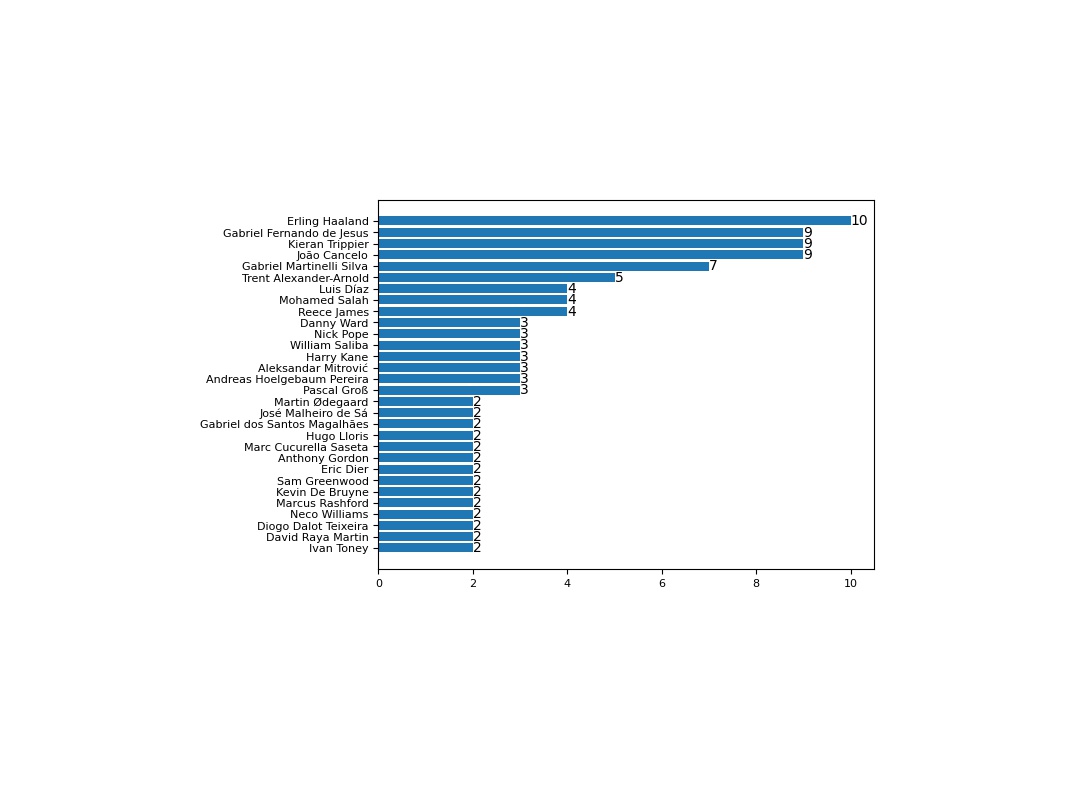 Erling Haaland 10
Gabriel Fernando de Jesus 9
Kieran Trippier 9
João Cancelo 9
Gabriel Martinelli Silva 7
Trent Alexander-Arnold 5
Luis Díaz 4
Mohamed Salah 4
Reece James 4
Danny Ward 3
Nick Pope 3
William Saliba 3
Harry Kane 3
Aleksandar Mitrović 3
Andreas Hoelgebaum Pereira 3
Pascal Groß 3
Martin Ødegaard 2
José Malheiro de Sá 2
Gabriel dos Santos Magalhães 2
Hugo Lloris 2
Marc Cucurella Saseta 2
Anthony Gordon 2
Eric Dier 2
Sam Greenwood 2
Kevin De Bruyne 2
Marcus Rashford 2
Neco Williams 2
Diogo Dalot Teixeira 2
David Raya Martin 2
Ivan Toney 2
0 2 4 6 8 10